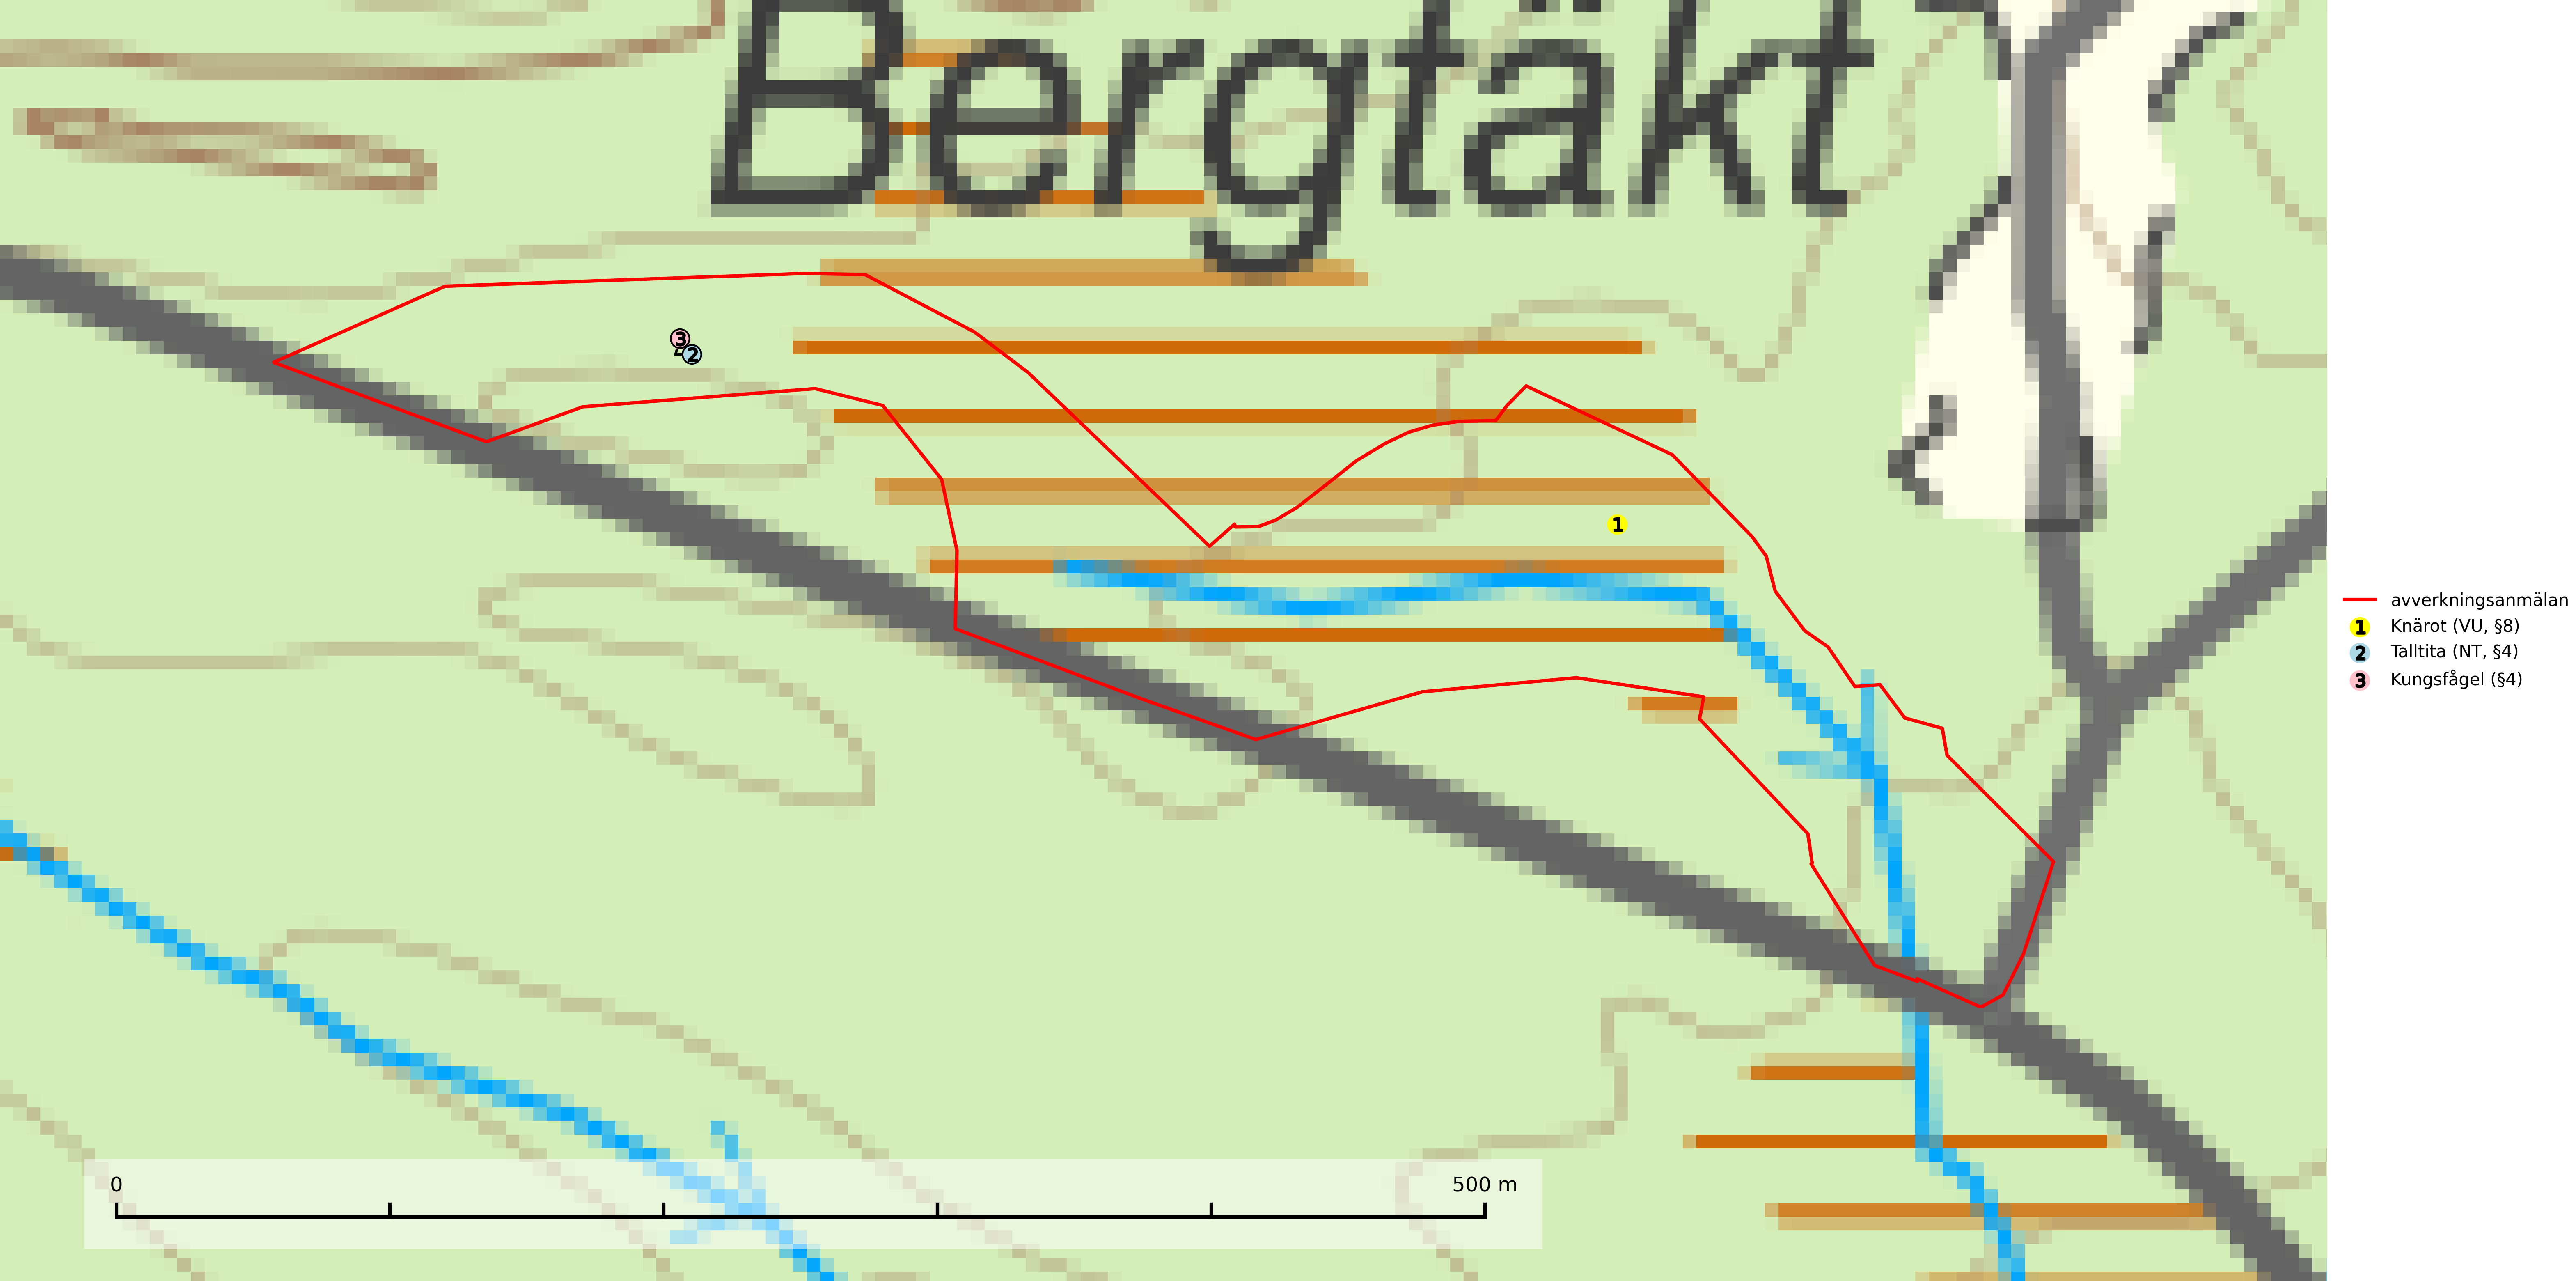 Bergtäkt
3
2
1
avverkningsanmälan
1 Knärot (VU, §8)
2 Talltita (NT, §4)
3 Kungsfågel (§4)
0 500 m